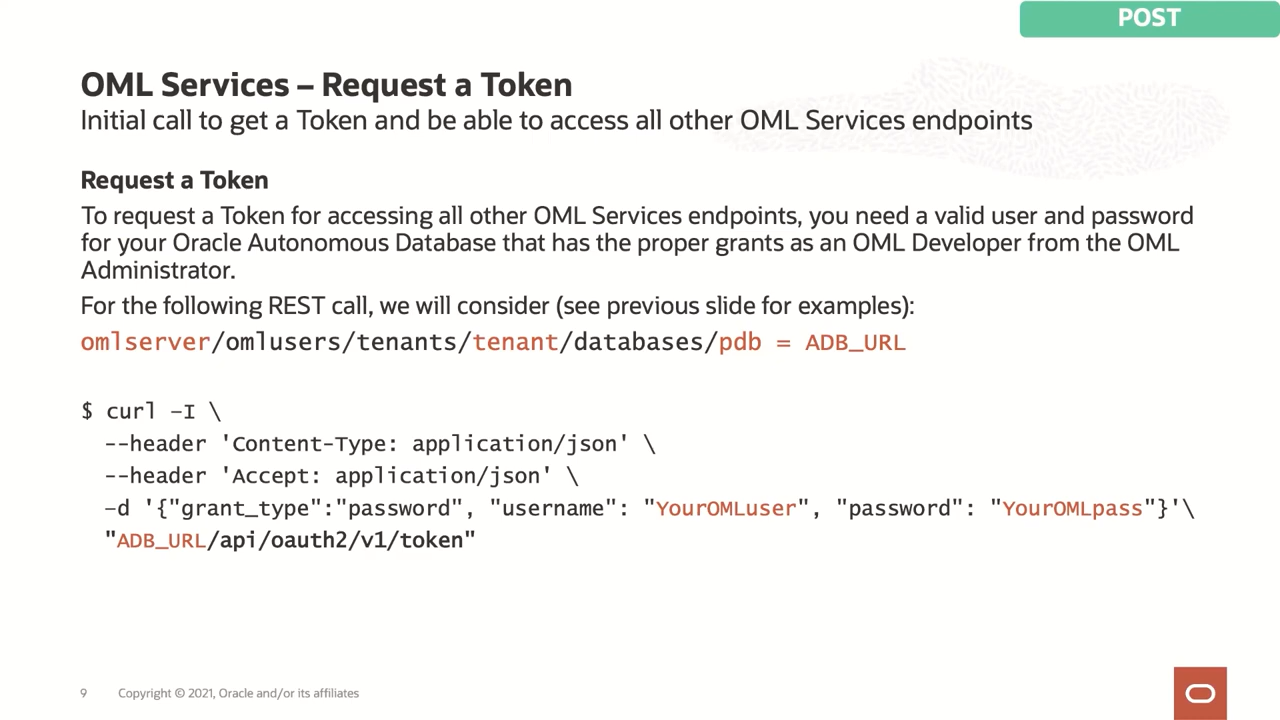 POST
OML Services – Request a Token
Initial call to get a Token and be able to access all other OML Services endpoints
Request a Token
To request a Token for accessing all other OML Services endpoints, you need a valid user and password
for your Oracle Autonomous Database that has the proper grants as an OML Developer from the OML
Administrator.
For the following REST call, we will consider (see previous slide for examples):
omlserver/omlusers/tenants/tenant/databases/pdb = ADB_URL
$ curl –I \
--header 'Content-Type: application/json' \
--header 'Accept: application/json' \
–d '{"grant_type":"password", "username": "YourOMLuser", "password": "YourOMLpass"}'\
"ADB_URL/api/oauth2/v1/token"
9 Copyright © 2021, Oracle and/or its affiliates